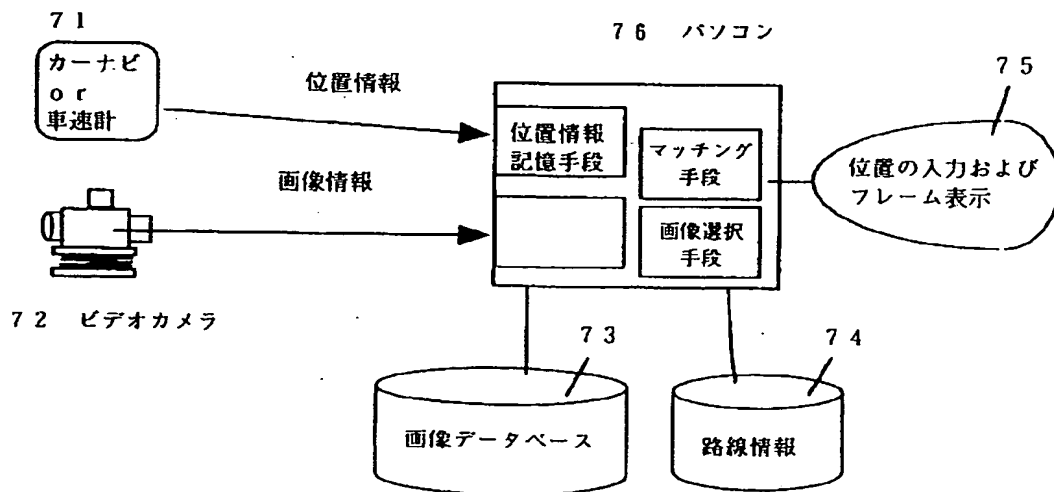 71
カーナビ
or
車速計
位置情報
画像情報
72 ビデオカメラ
76 パソコン
位置情報
記憶手段
マッチング
手段
画像選択
手段
75
位置の入力および
フレーム表示
73
画像データベース
74
路線情報